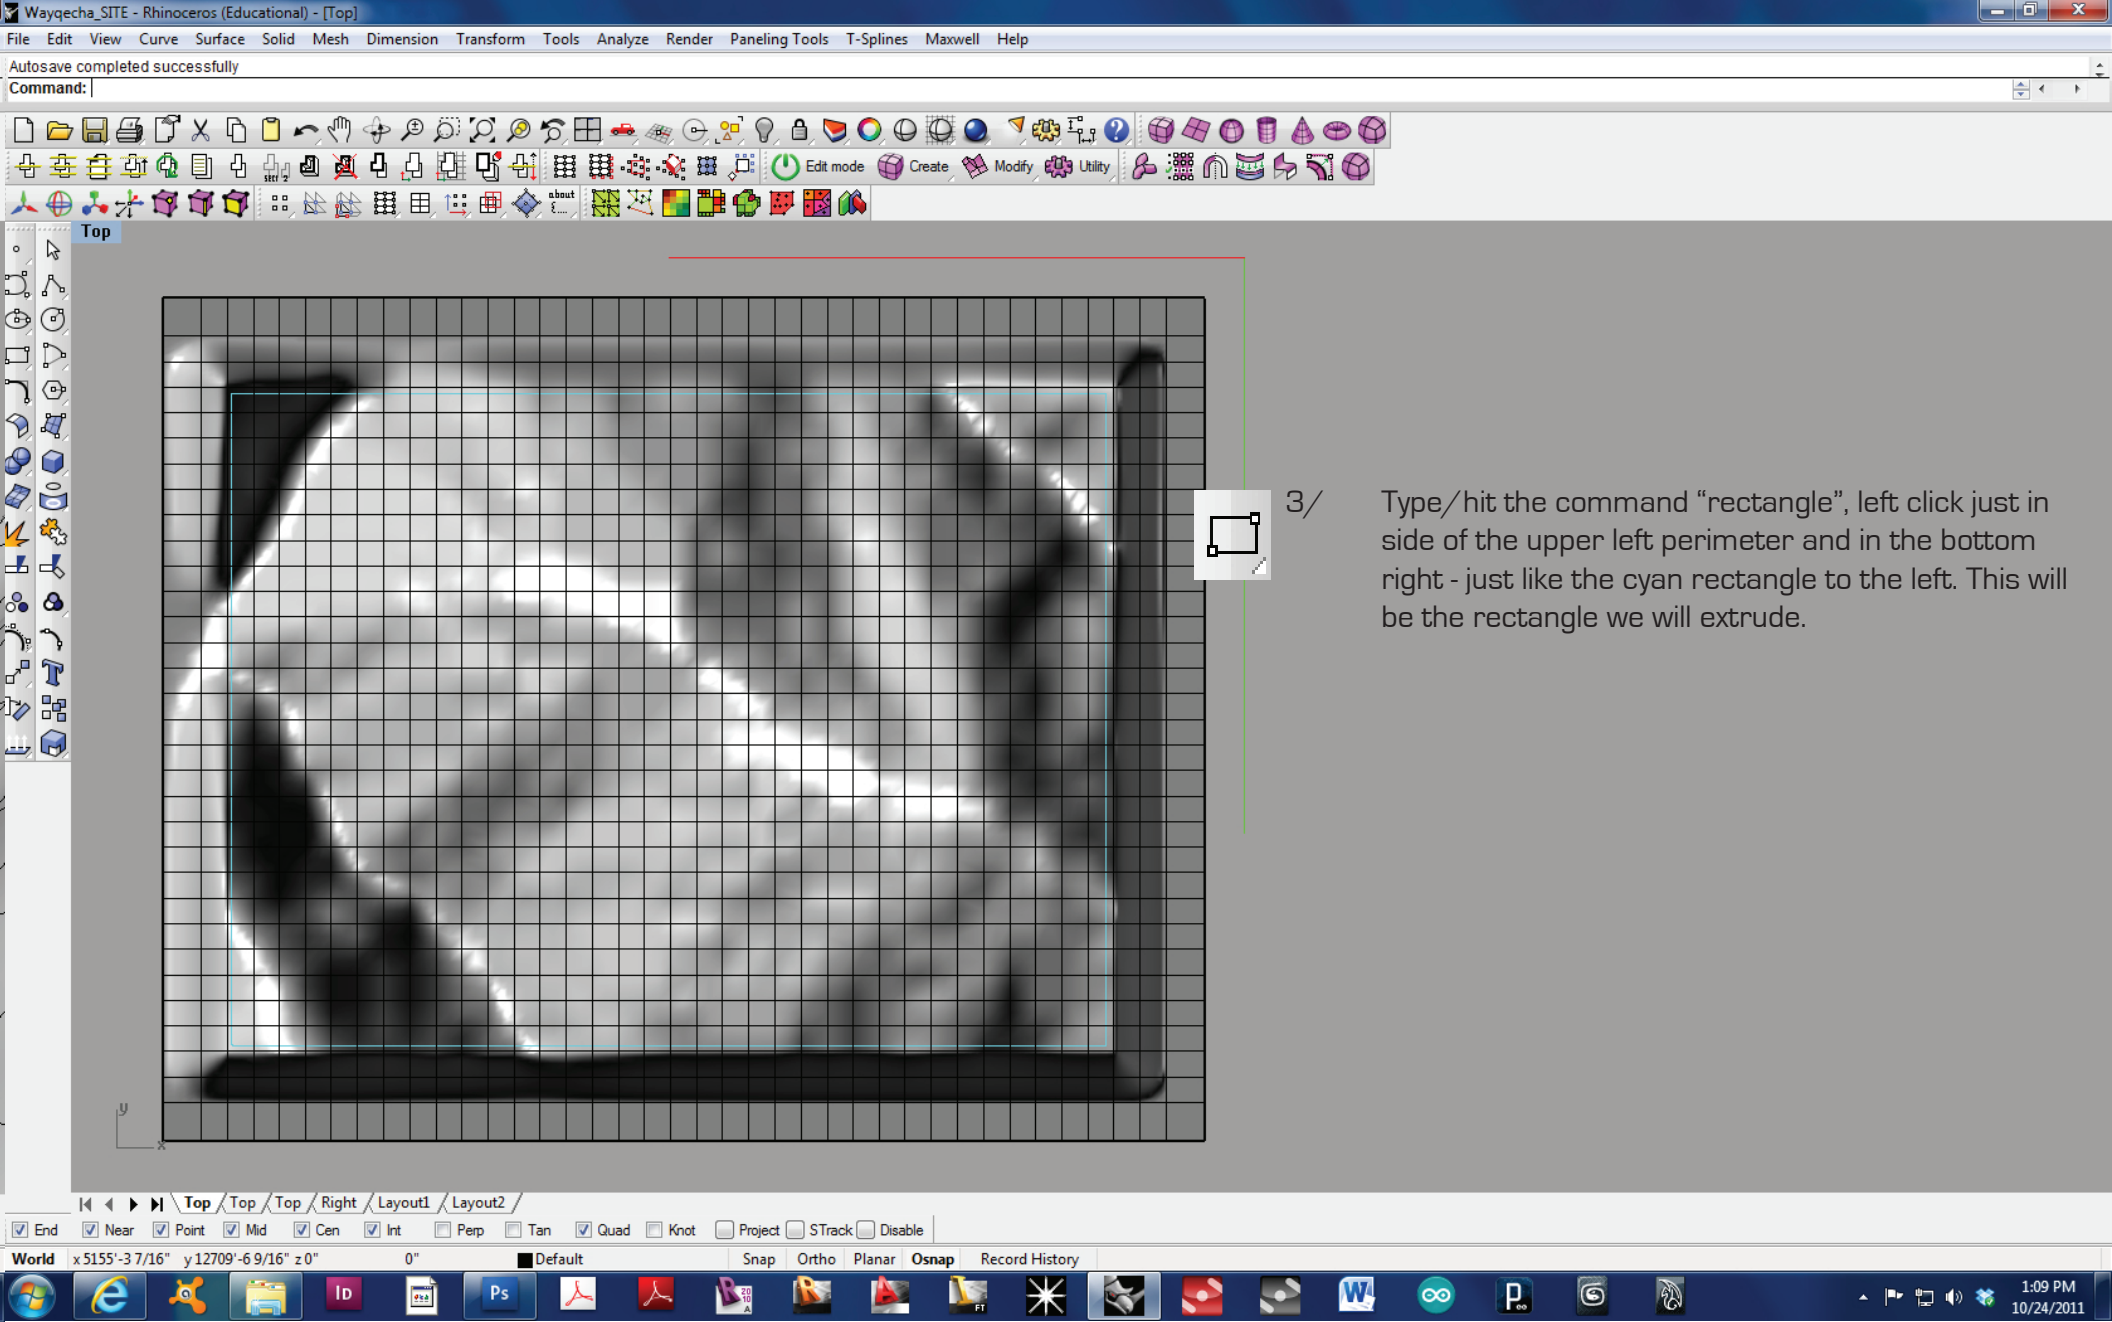 Wayqecha_SITE - Rhinoceros (Educational) - [Top]
File Edit View Curve Surface Solid Mesh Dimension Transform Tools Analyze Render Paneling Tools T-Splines Maxwell Help
Autosave completed successfully
Command:
Edit mode Create Modify Utility
about
Top
3/ Type/hit the command “rectangle”, left click just in
side of the upper left perimeter and in the bottom
right - just like the cyan rectangle to the left. This will
be the rectangle we will extrude.
y
x
Top Top Top Right Layout1 Layout2
End Near Point Mid Cen Int Perp Tan Quad Knot Project STrack Disable
World x 5155'-3 7/16" y 12709'-6 9/16" z 0" 0" Default Snap Ortho Planar Osnap Record History
ID Ps FT W P
1:09 PM
10/24/2011